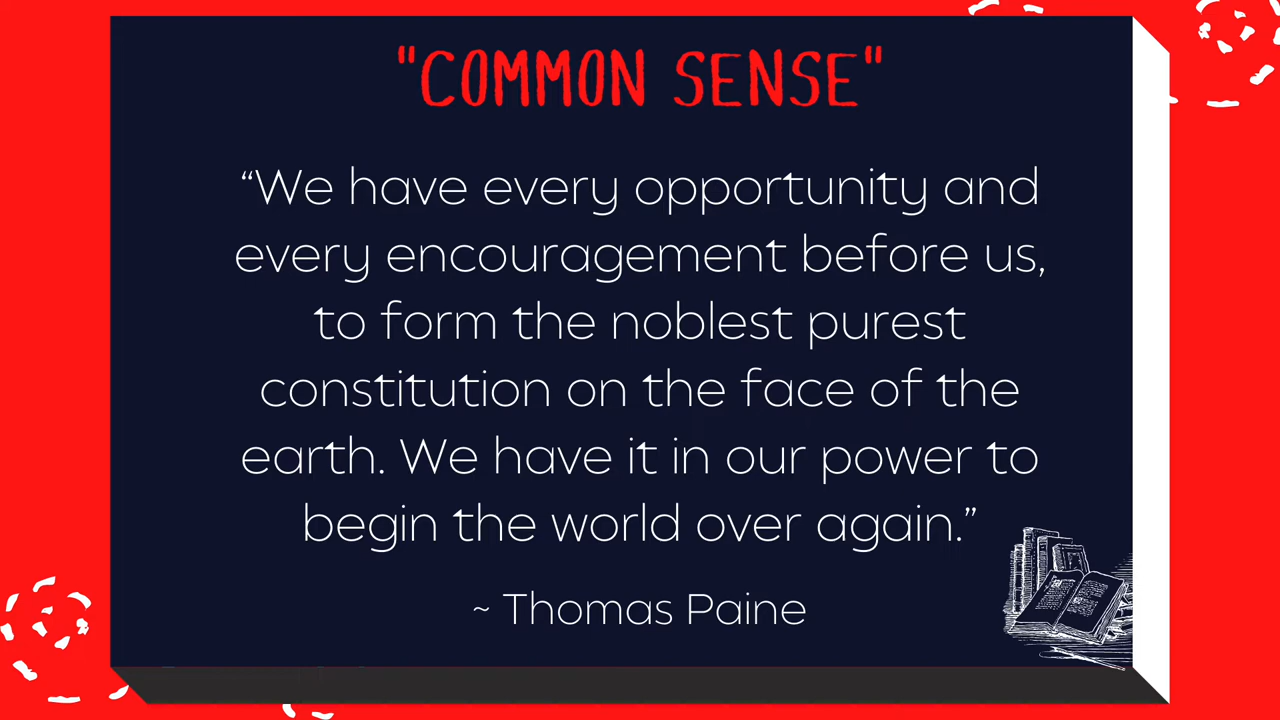 "COMMON SENSE"
“We have every opportunity and
every encouragement before us,
to form the noblest purest
constitution on the face of the
earth. We have it in our power to
begin the world over again.”
~ Thomas Paine